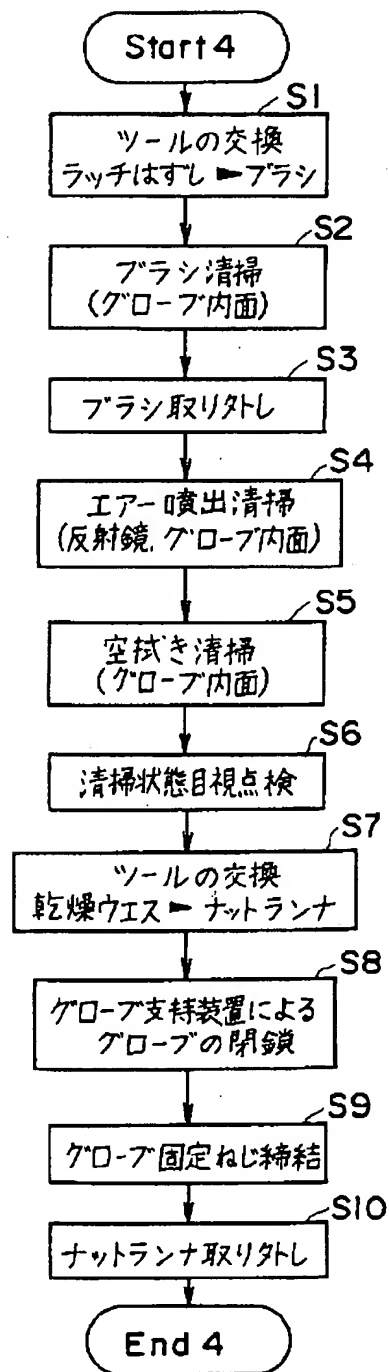 Start 4
S1
ツールの交換
ラッチはずし ► ブラシ
S2
ブラシ清掃
(グローブ内面)
S3
ブラシ取り外し
S4
エアー噴出清掃
(反射鏡,グローブ内面)
S5
空拭き清掃
(グローブ内面)
S6
清掃状態目視点検
S7
ツールの交換
乾燥ウエス ► ナットランナ
S8
グローブ支持装置による
グローブの閉鎖
S9
グローブ固定ねじ締結
S10
ナットランナ取り外し
End 4